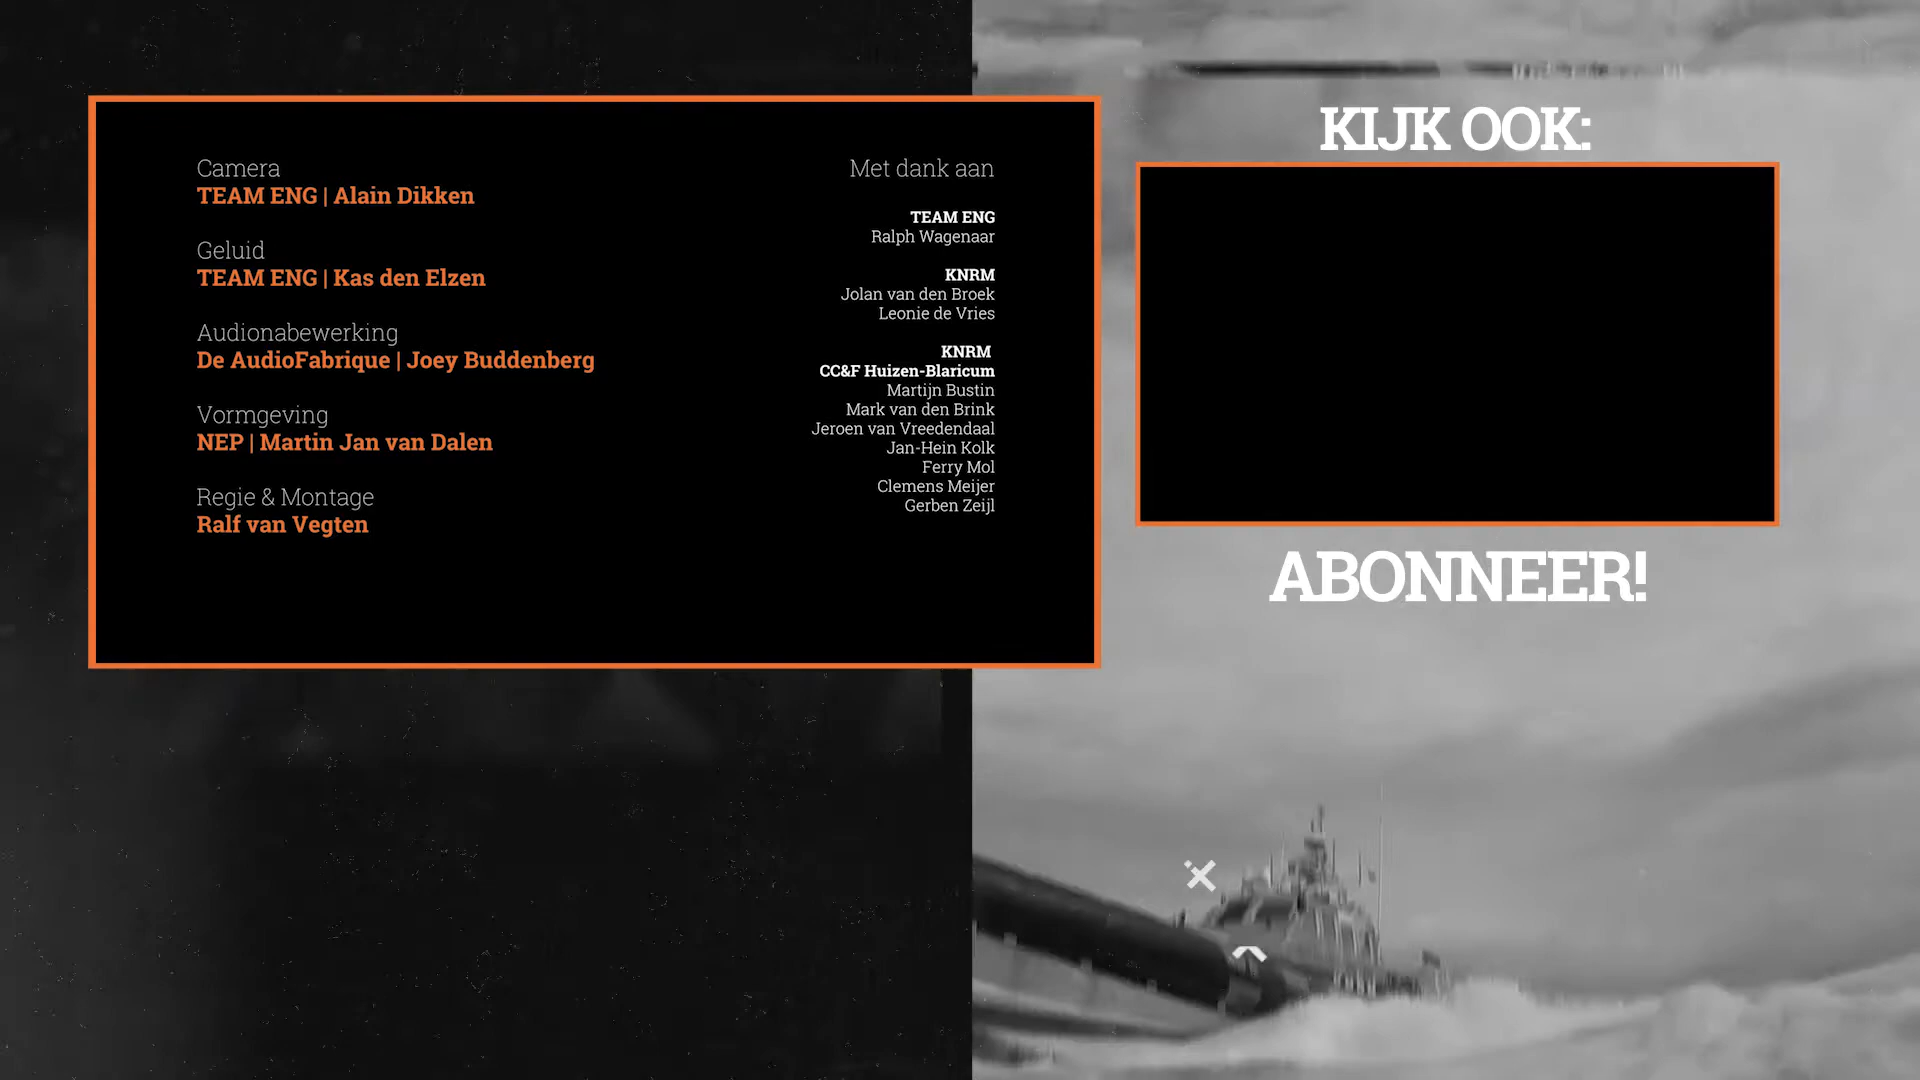 Camera
TEAM ENG | Alain Dikken
Geluid
TEAM ENG | Kas den Elzen
Audionabewerking
De AudioFabrique | Joey Buddenberg
Vormgeving
NEP | Martin Jan van Dalen
Regie & Montage
Ralf van Vegten
Met dank aan
TEAM ENG
Ralph Wagenaar
KNRM
Jolan van den Broek
Leonie de Vries
KNRM
CC&F Huizen-Blaricum
Martijn Bustin
Mark van den Brink
Jeroen van Vreedendaal
Jan-Hein Kolk
Ferry Mol
Clemens Meijer
Gerben Zeijl
KIJK OOK:
ABONNEER!